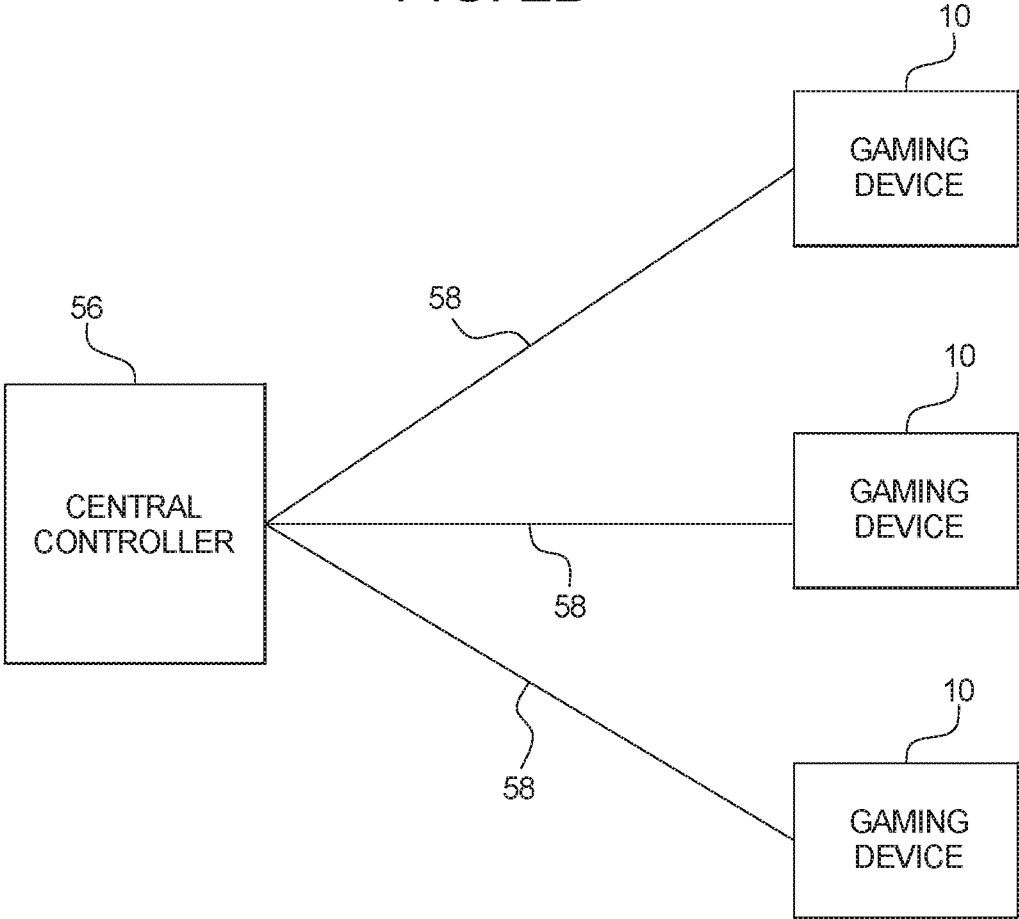 10
GAMING
DEVICE
58
56
10
CENTRAL
CONTROLLER
GAMING
DEVICE
58
10
58
GAMING
DEVICE